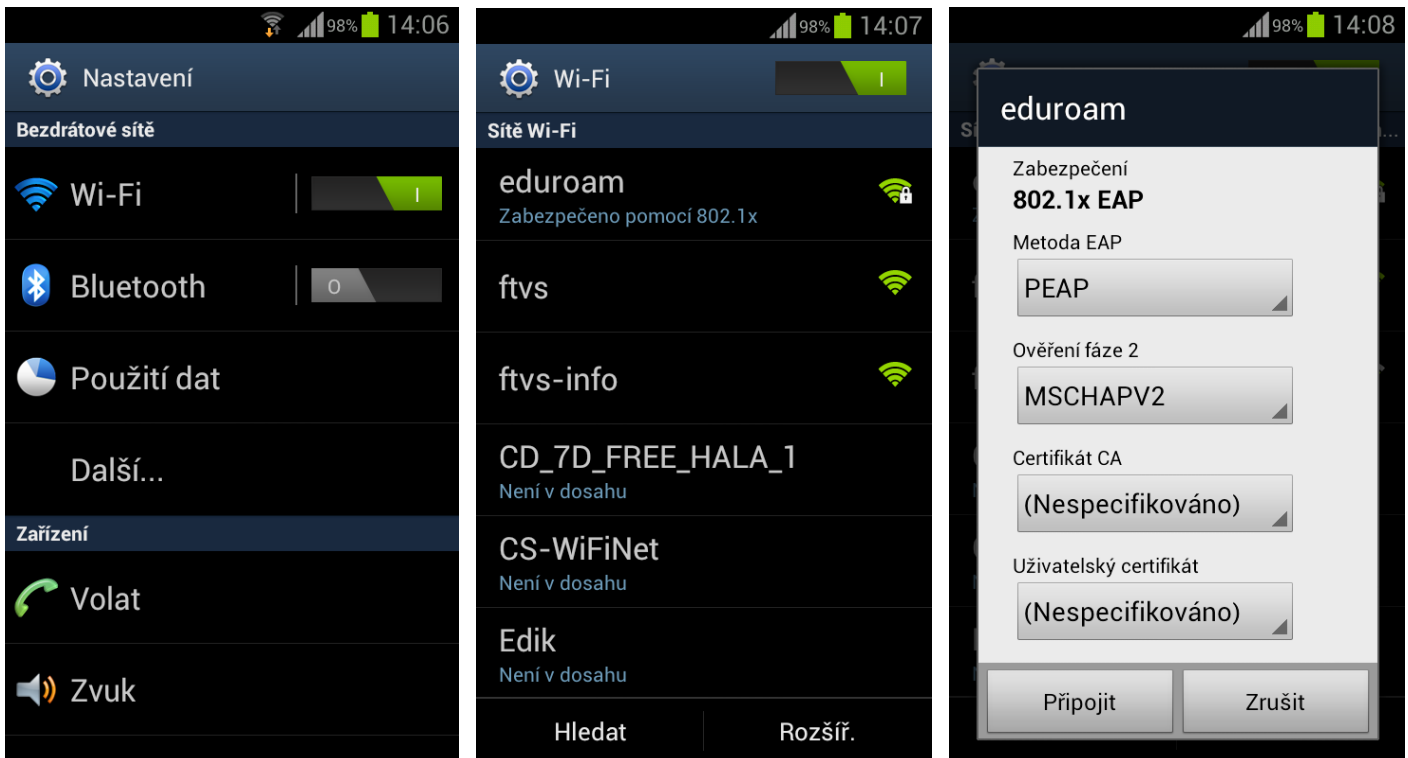 98% 14:06
Nastavení
Bezdrátové sítě
Wi-Fi I
Bluetooth O
Použití dat
Další...
Zařízení
Volat
Zvuk
98% 14:07
Wi-Fi I
Sítě Wi-Fi
eduroam
Zabezpečeno pomocí 802.1x
ftvs
ftvs-info
CD_7D_FREE_HALA_1
Není v dosahu
CS-WiFiNet
Není v dosahu
Edik
Není v dosahu
Hledat Rozšíř.
98% 14:08
eduroam
Zabezpečení
802.1x EAP
Metoda EAP
PEAP
Ověření fáze 2
MSCHAPV2
Certifikát CA
(Nespecifikováno)
Uživatelský certifikát
(Nespecifikováno)
Připojit Zrušit